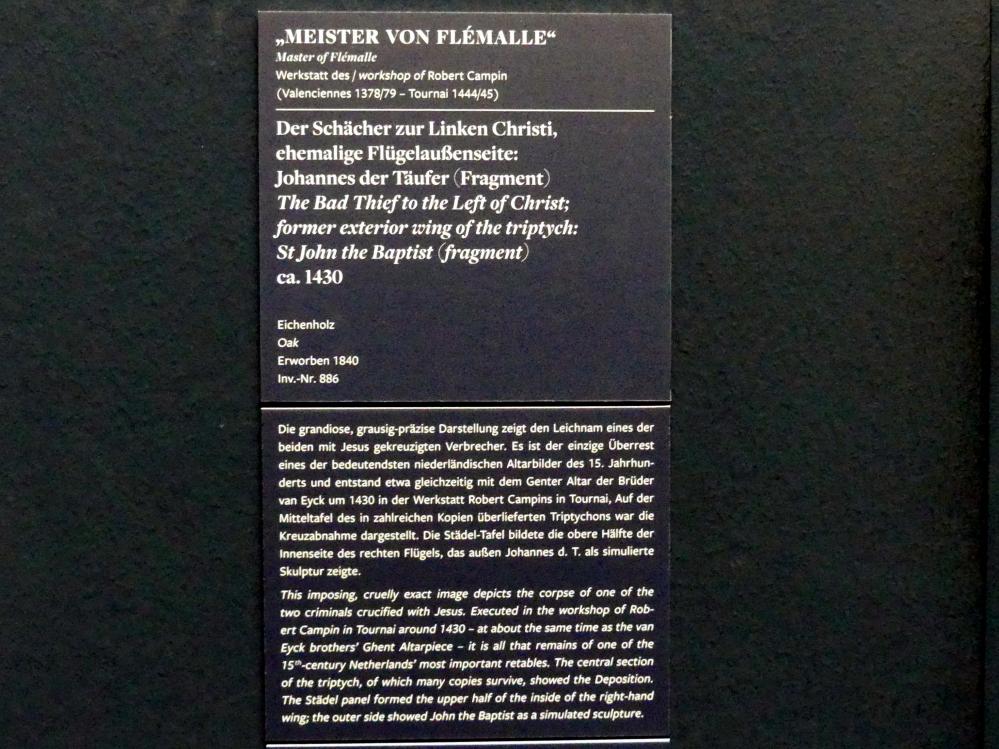 „MEISTER VON FLÉMALLE“
Master of Flémalle
Werkstatt des / workshop of Robert Campin
(Valenciennes 1378/79 – Tournai 1444/45)
Der Schächer zur Linken Christi,
ehemalige Flügelaußenseite:
Johannes der Täufer (Fragment)
The Bad Thief to the Left of Christ;
former exterior wing of the triptych:
St John the Baptist (fragment)
ca. 1430
Eichenholz
Oak
Erworben 1840
Inv.-Nr. 886
Die grandiose, grausig-präzise Darstellung zeigt den Leichnam eines der
beiden mit Jesus gekreuzigten Verbrecher. Es ist der einzige Überrest
eines der bedeutendsten niederländischen Altarbilder des 15. Jahrhun-
derts und entstand etwa gleichzeitig mit dem Genter Altar der Brüder
van Eyck um 1430 in der Werkstatt Robert Campins in Tournai, Auf der
Mitteltafel des in zahlreichen Kopien überlieferten Triptychons war die
Kreuzabnahme dargestellt. Die Städel-Tafel bildete die obere Hälfte der
Innenseite des rechten Flügels, das außen Johannes d. T. als simulierte
Skulptur zeigte.
This imposing, cruelly exact image depicts the corpse of one of the
two criminals crucified with Jesus. Executed in the workshop of Rob-
ert Campin in Tournai around 1430 – at about the same time as the van
Eyck brothers’ Ghent Altarpiece – it is all that remains of one of the
15th-century Netherlands’ most important retables. The central section
of the triptych, of which many copies survive, showed the Deposition.
The Städel panel formed the upper half of the inside of the right-hand
wing; the outer side showed John the Baptist as a simulated sculpture.